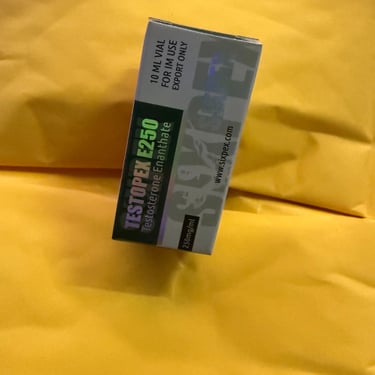 10 ML VIAL
FOR IM USE
EXPORT ONLY
TESTOPEX E250
Testosterone Enanthate
250mg/ml
www.sixpex.com